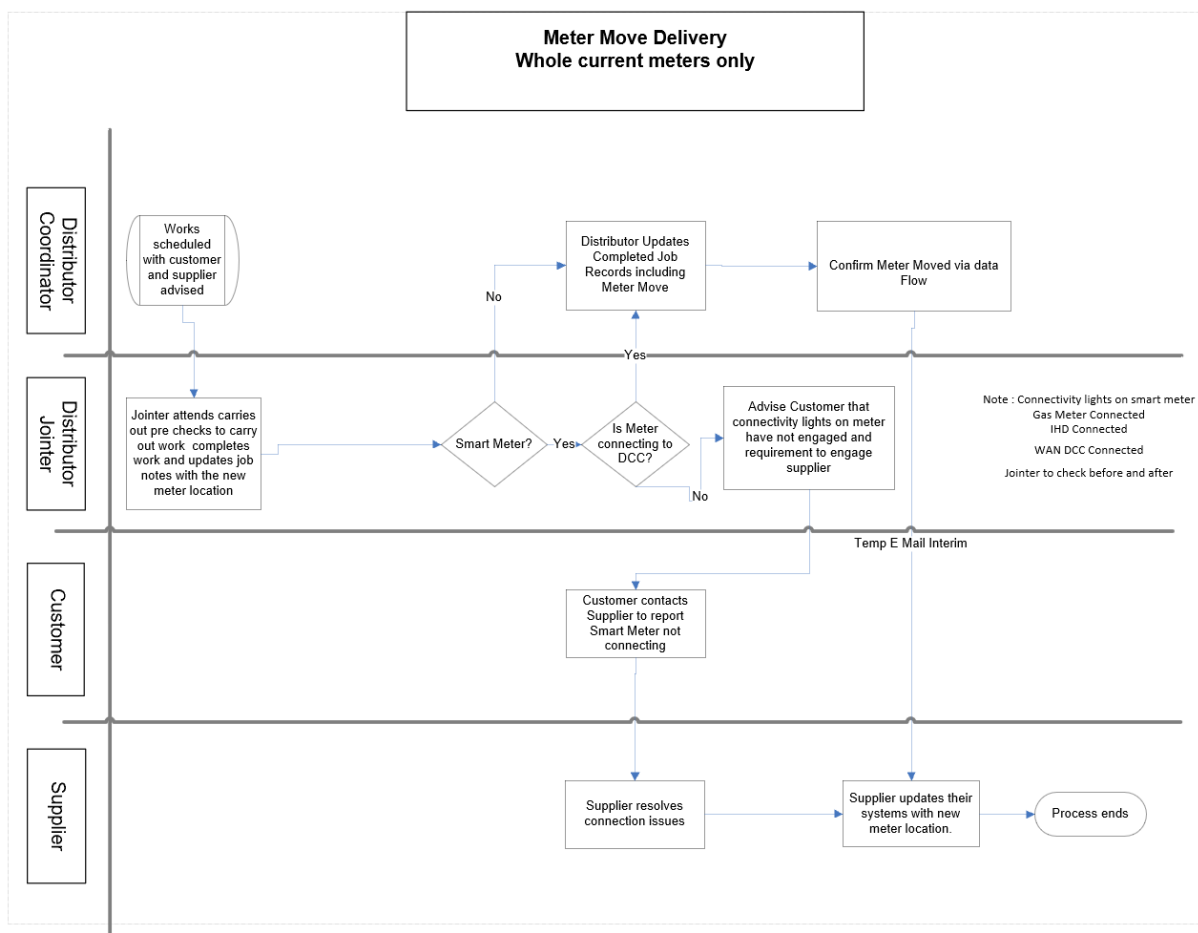 Meter Move Delivery
Whole current meters only
Distributor
Coordinator
Works
scheduled
with customer
and supplier
advised
Distributor Updates
Completed Job
Records including
Meter Move
Confirm Meter Moved via data
Flow
No
Yes
Distributor
Jointer
Jointer attends carries
out pre checks to carry
out work  completes
work and updates job
notes with the new
meter location
Smart Meter?
Yes
Is Meter
connecting to
DCC?
No
Advise Customer that
connectivity lights on meter
have not engaged and
requirement to engage
supplier
Note : Connectivity lights on smart meter
Gas Meter Connected
IHD Connected
WAN DCC Connected
Jointer to check before and after
Temp E Mail Interim
Customer
Customer contacts
Supplier to report
Smart Meter not
connecting
Supplier
Supplier resolves
connection issues
Supplier updates their
systems with new
meter location.
Process ends